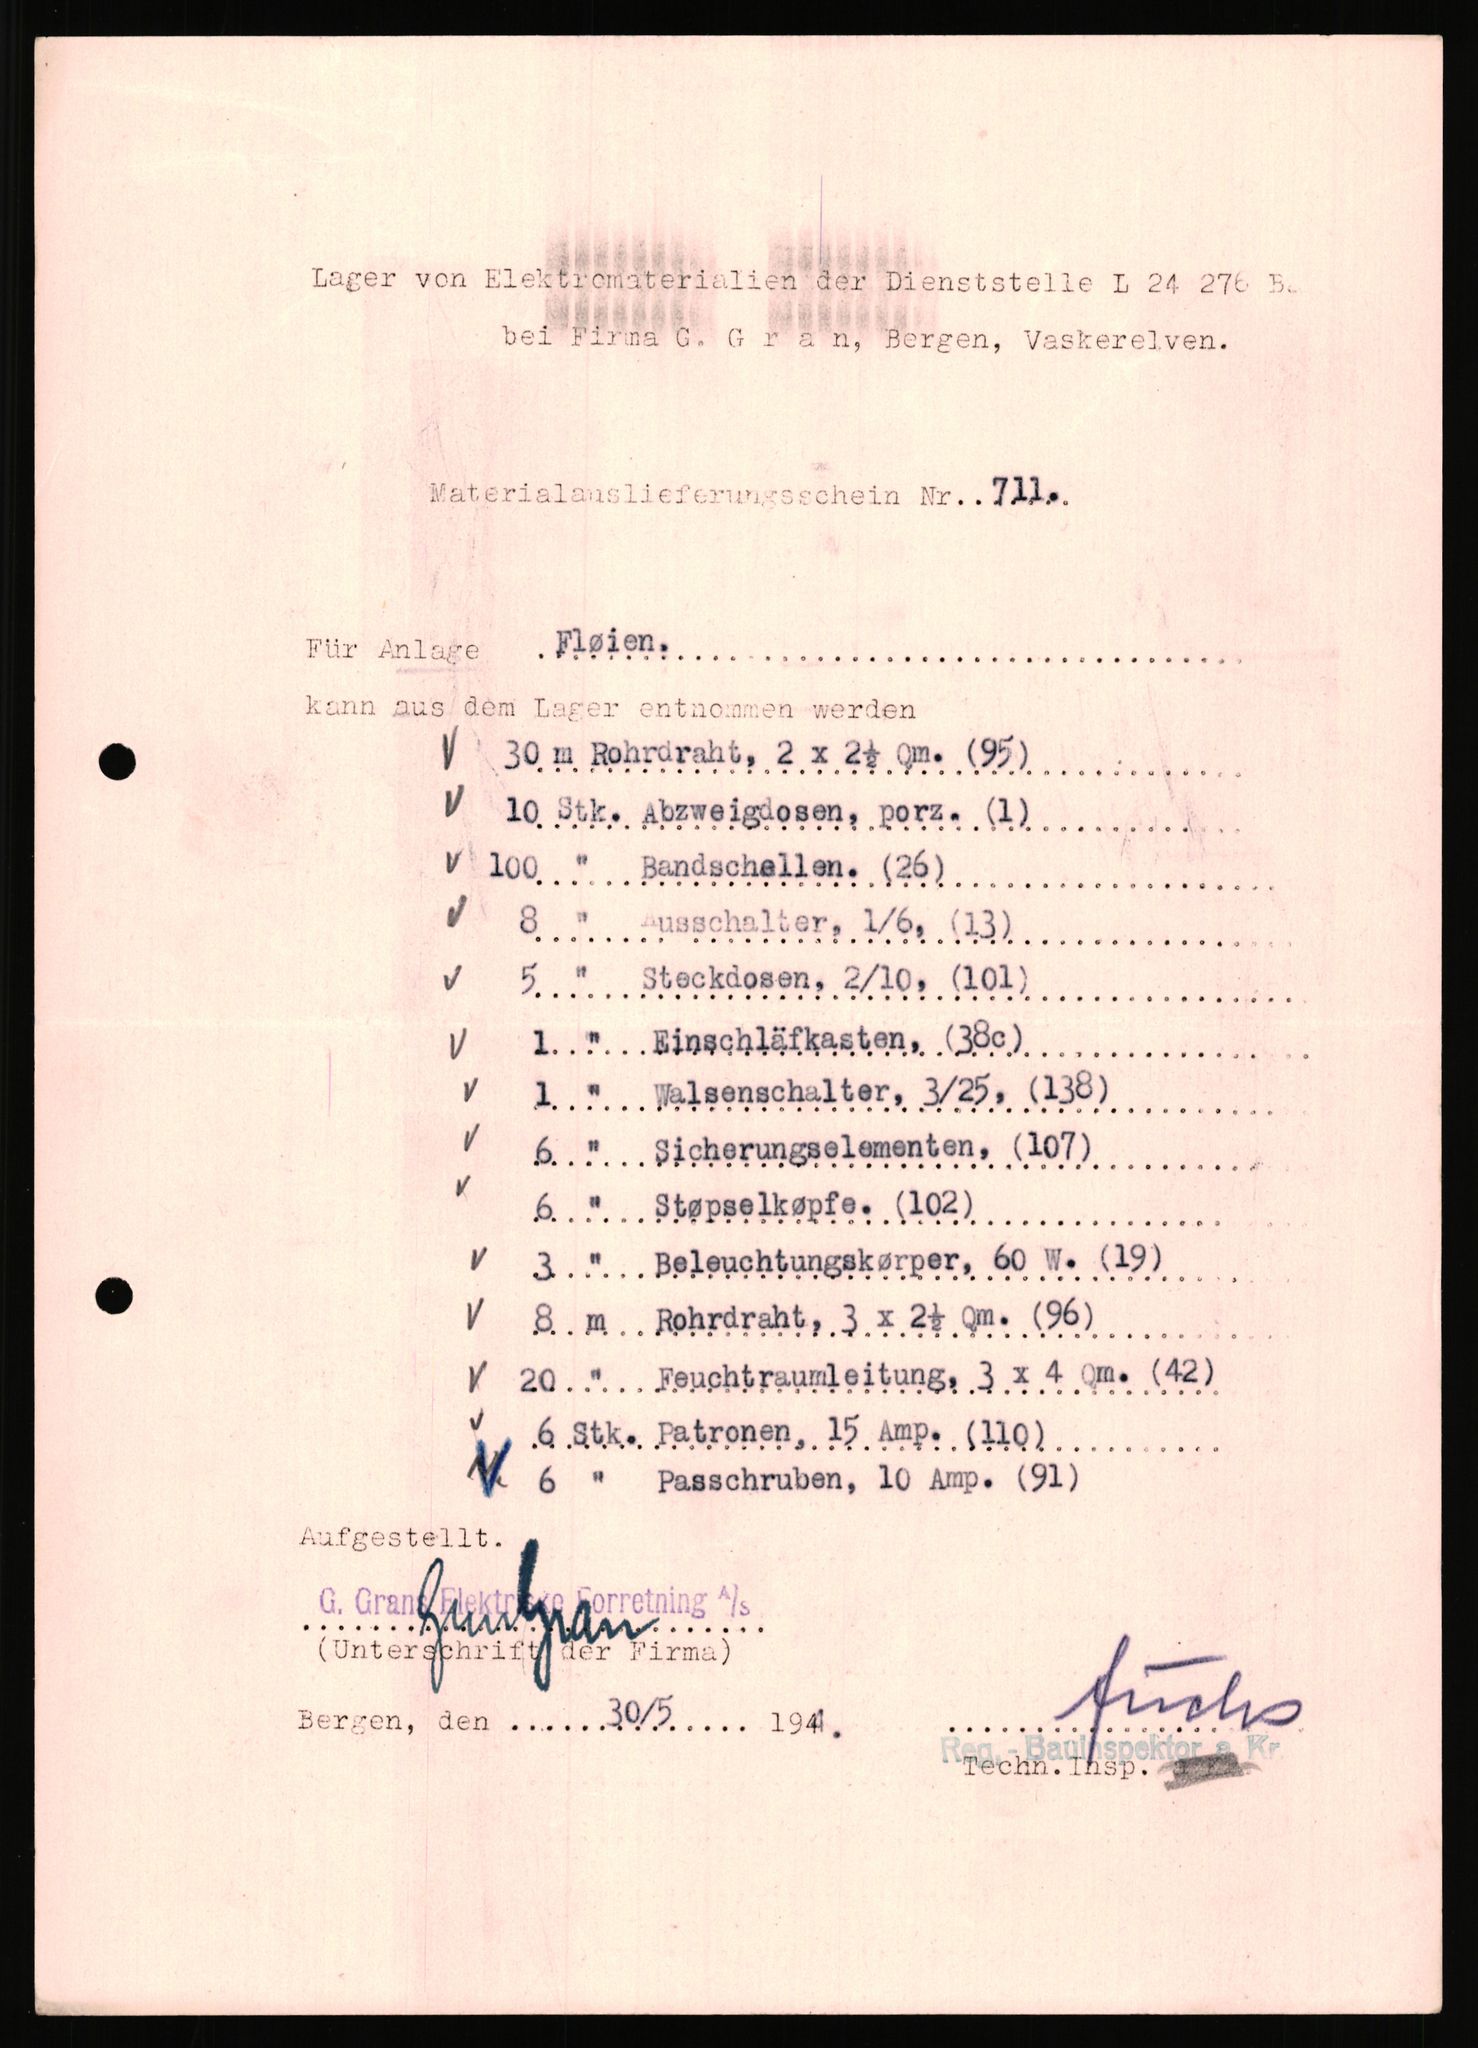 Lager von Elektromaterialien der Dienststelle L 24 276
bei Firma G. G r a n, Bergen, Vaskerelven.
Materialauslieferungsschein Nr. . 711.
Für Anlage Fløien.
kann aus dem Lager entnommen werden
30 m Rohrdraht, 2 x 2½ Qm. (95)
10 Stk. Abzweigdosen, porz. (1)
100 " Bandschellen. (26)
8 " Ausschalter, 1/6, (13)
5 " Steckdosen, 2/10, (101)
1 " Einschläfkasten, (38c)
1 " Walsenschalter, 3/25, (138)
6 " Sicherungselementen, (107)
6 " Støpselkøpfe. (102)
3 " Beleuchtungskørper, 60 W. (19)
8 m Rohrdraht, 3 x 2½ Qm. (96)
20 " Feuchtraumleitung, 3 x 4 Qm. (42)
6 Stk. Patronen, 15 Amp. (110)
6 " Passchruben, 10 Amp. (91)
Aufgestellt.
G. Grans Elektriske Forretning A/s
(Unterschrift der Firma)
Bergen, den 30/5 1941.
Fuchs
Reg.-Bauinspektor a. Kr.
Techn. Insp.